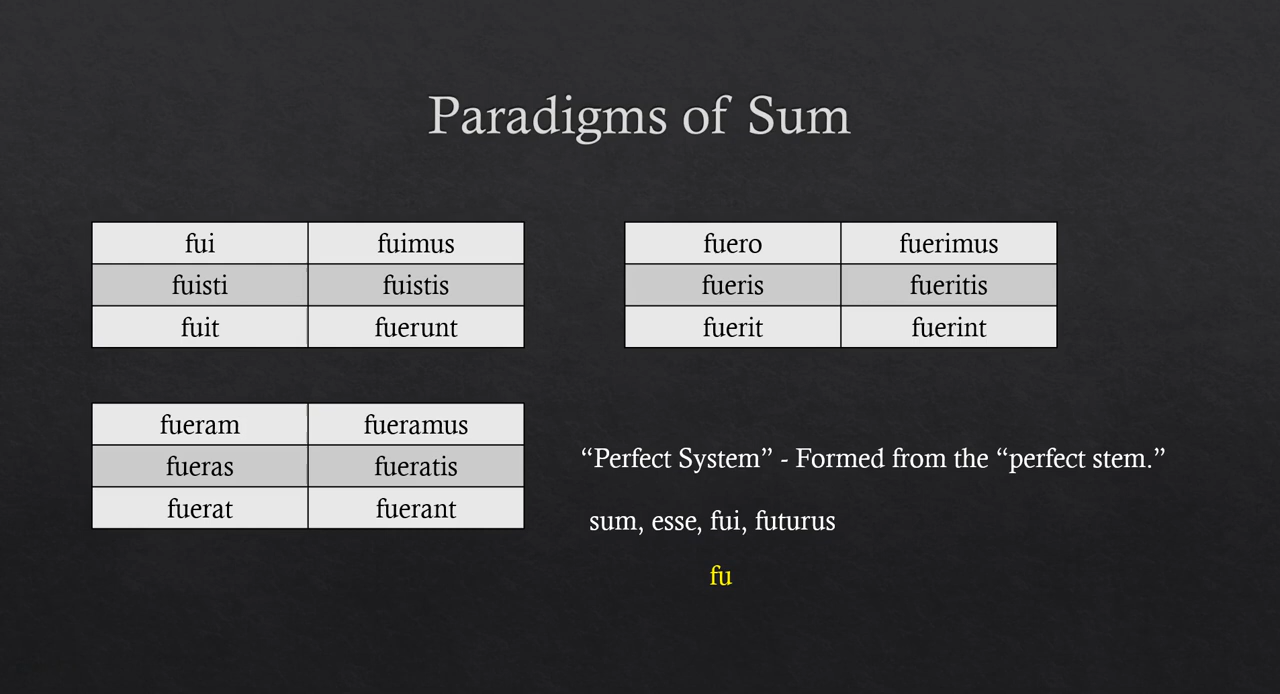 Paradigms of Sum
fui fuimus
fuisti fuistis
fuit fuerunt
fuero fuerimus
fueris fueritis
fuerit fuerint
fueram fueramus
fueras fueratis
fuerat fuerant
“Perfect System” - Formed from the “perfect stem.”
sum, esse, fui, futurus
fu